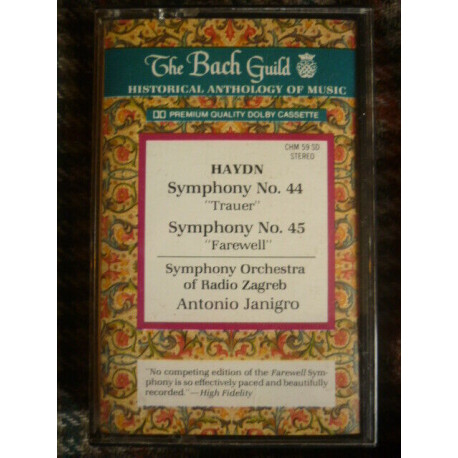 The Bach Guild
HISTORICAL ANTHOLOGY OF MUSIC
PREMIUM QUALITY DOLBY CASSETTE
CHM 59 SD
STEREO
HAYDN
Symphony No. 44
"Trauer"
Symphony No. 45
"Farewell"
Symphony Orchestra
of Radio Zagreb
Antonio Janigro
"No competing edition of the Farewell Sym-
phony is so effectively paced and beautifully
recorded."—High Fidelity